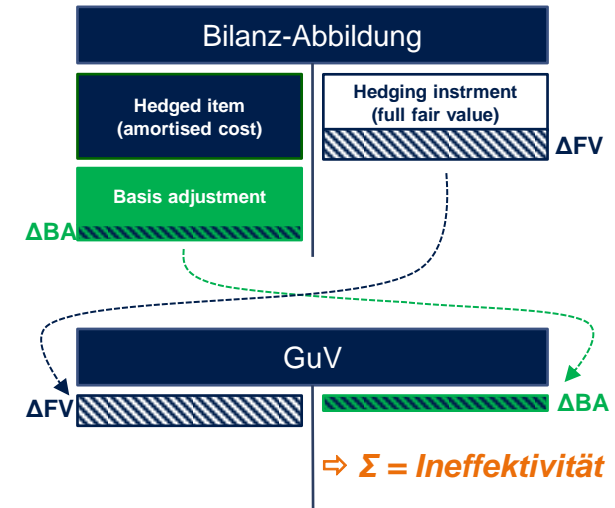 Bilanz-Abbildung
Hedged item
(amortised cost)
Hedging instrment
(full fair value)
ΔFV
Basis adjustment
ΔBA
GuV
ΔFV
ΔBA
⇨ Σ = Ineffektivität